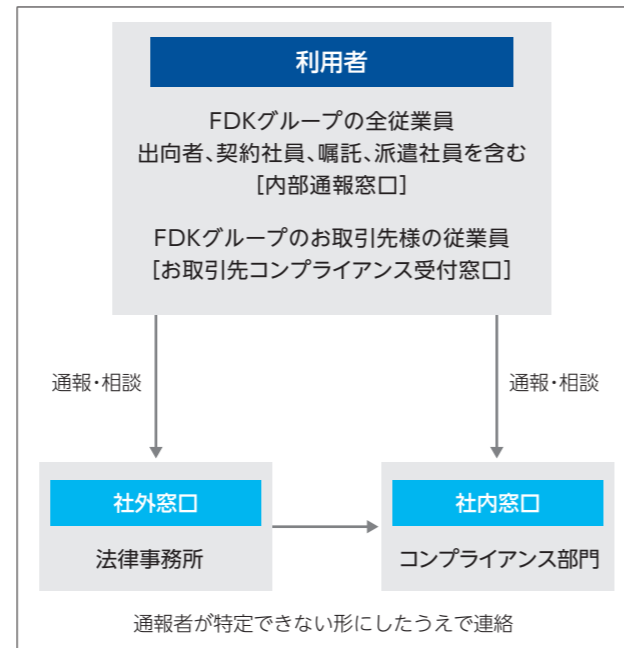 利用者
FDKグループの全従業員
出向者、契約社員、嘱託、派遣社員を含む
[内部通報窓口]
FDKグループのお取引先様の従業員
[お取引先コンプライアンス受付窓口]
通報・相談
通報・相談
社外窓口
法律事務所
社内窓口
コンプライアンス部門
通報者が特定できない形にしたうえで連絡